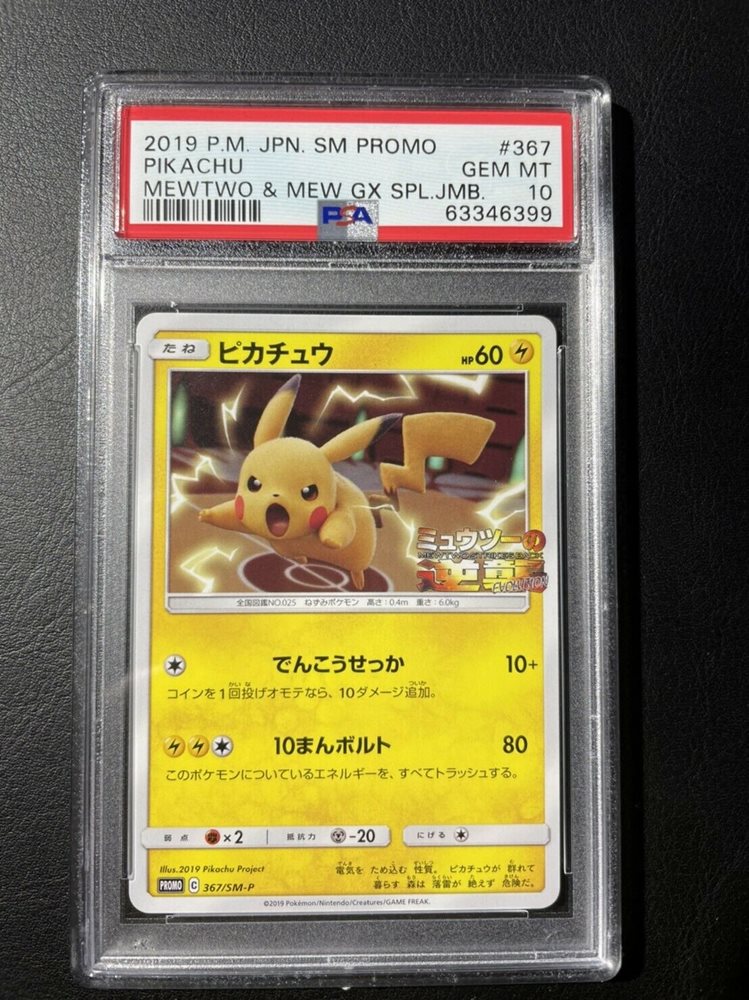 2019 P.M. JPN. SM PROMO #367
PIKACHU GEM MT
MEWTWO & MEW GX SPL.JMB. 10
PSA 63346399
たね ピカチュウ HP60
ミュウツーの
MEWTWO STRIKES BACK
逆襲
EVOLUTION
全国図鑑NO.025 ねずみポケモン 高さ:0.4m 重さ:6.0kg
でんこうせっか 10+
コインを1回投げオモテなら、10ダメージ追加。
10まんボルト 80
このポケモンについているエネルギーを、すべてトラッシュする。
弱点 ×2 抵抗力 -20 にげる
Illus.2019 Pikachu Project
電気を ため込む 性質。 ピカチュウが 群れて
暮らす 森は 落雷が 絶えず 危険だ。
PROMO C 367/SM-P
©2019 Pokémon/Nintendo/Creatures/GAME FREAK.